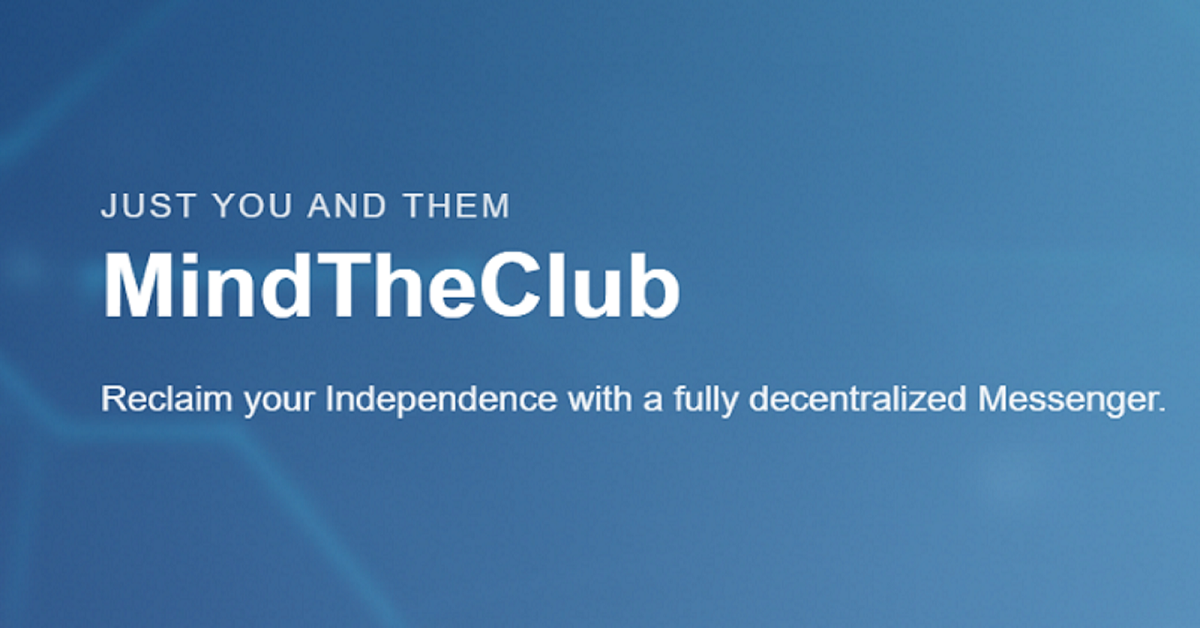 JUST YOU AND THEM
MindTheClub
Reclaim your Independence with a fully decentralized Messenger.